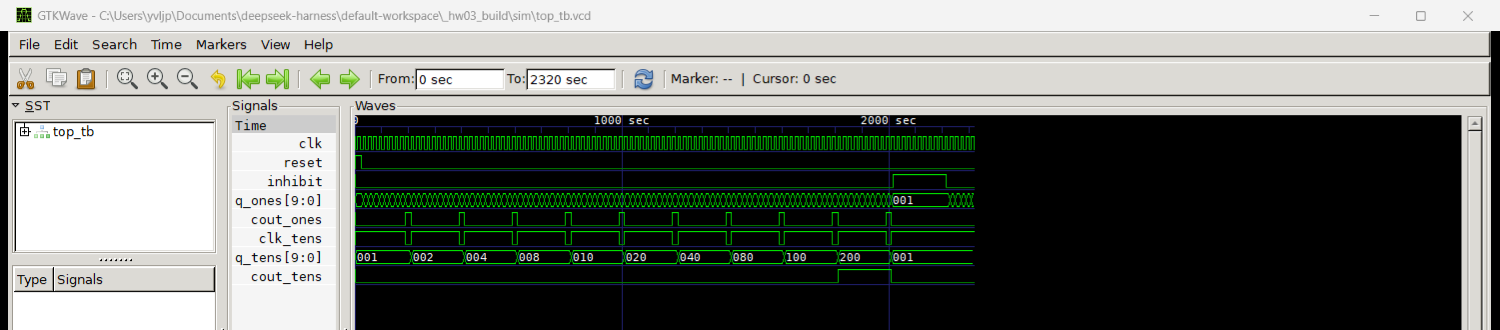 GTKWave - C:\Users\yvljp\Documents\deepseek-harness\default-workspace\_hw03_build\sim\top_tb.vcd
File Edit Search Time Markers View Help
From: 0 sec To: 2320 sec Marker: -- | Cursor: 0 sec
SST
top_tb
Type Signals
Signals
Time
clk
reset
inhibit
q_ones[9:0]
cout_ones
clk_tens
q_tens[9:0]
cout_tens
Waves
0 1000 sec 2000 sec
001
001 002 004 008 010 020 040 080 100 200 001